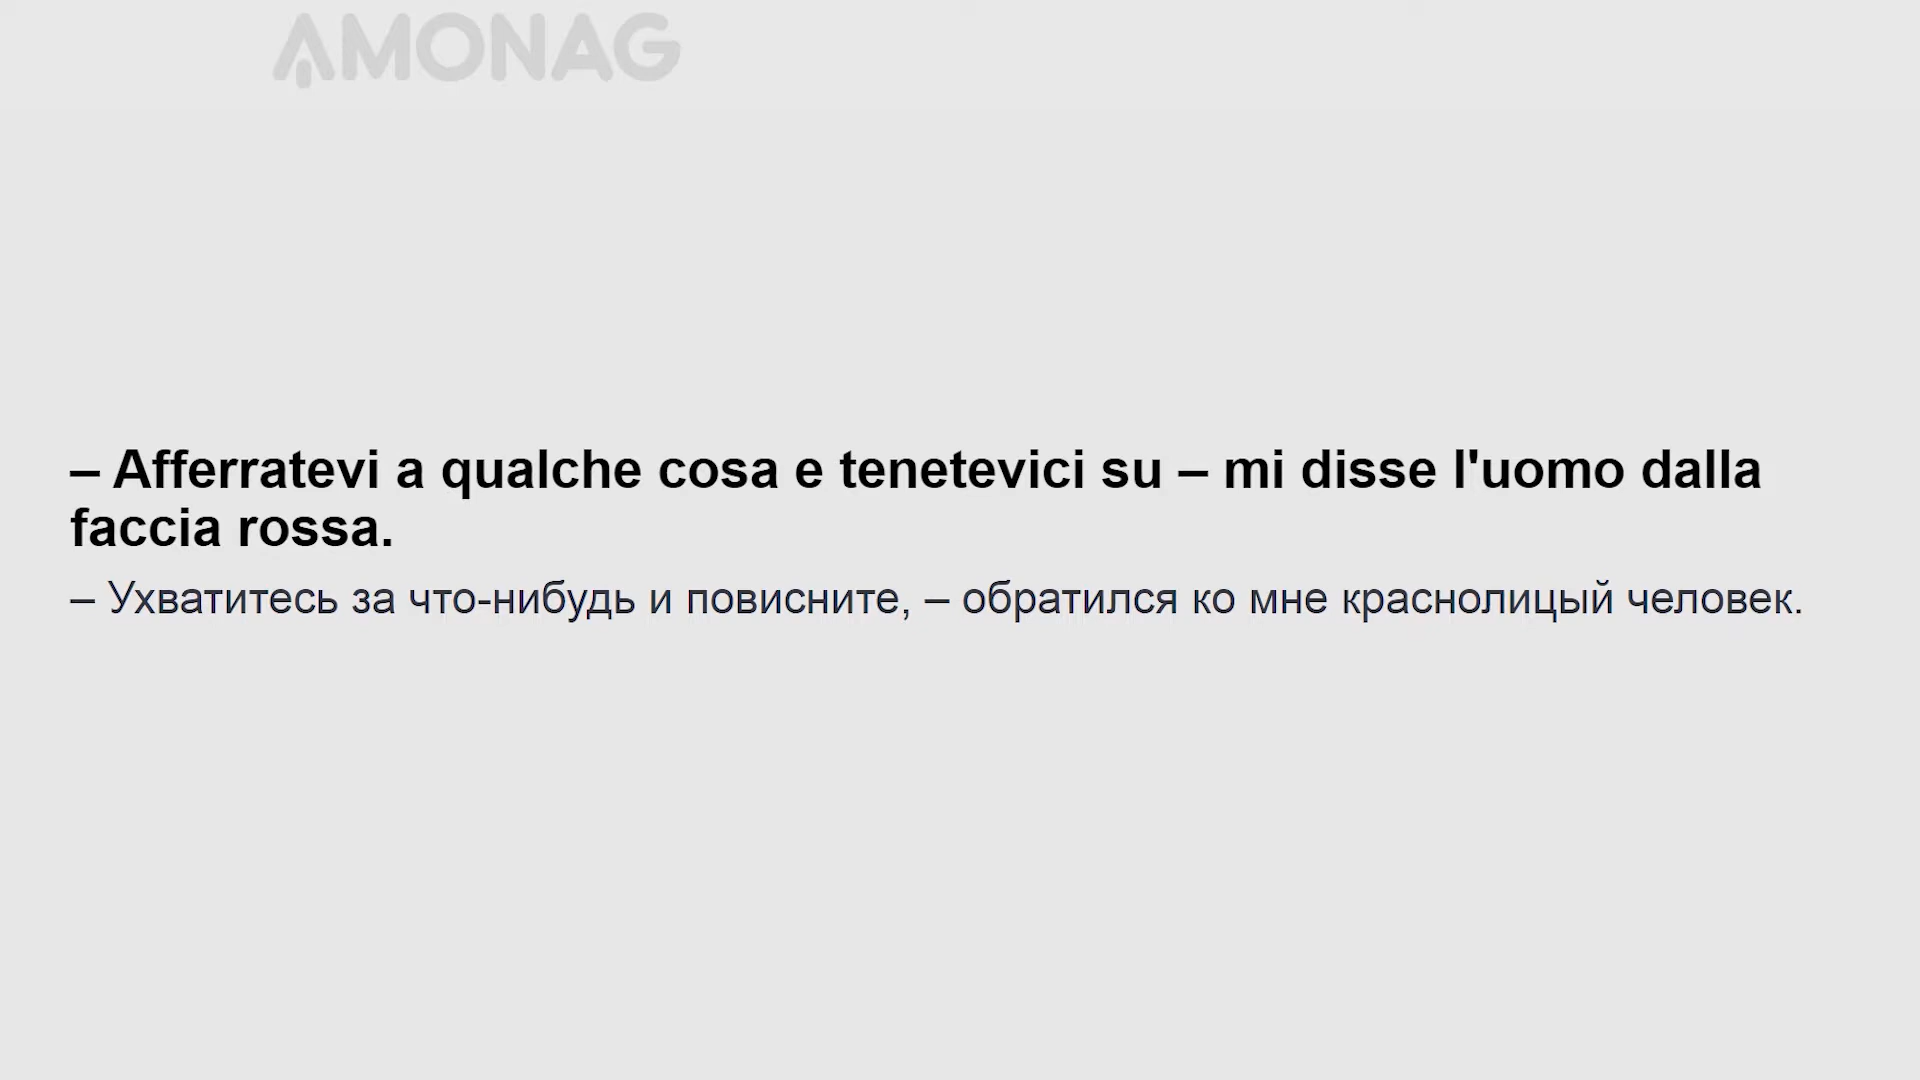 AMONAG
– Afferratevi a qualche cosa e tenetevici su – mi disse l'uomo dalla
faccia rossa.
– Ухватитесь за что-нибудь и повисните, – обратился ко мне краснолицый человек.